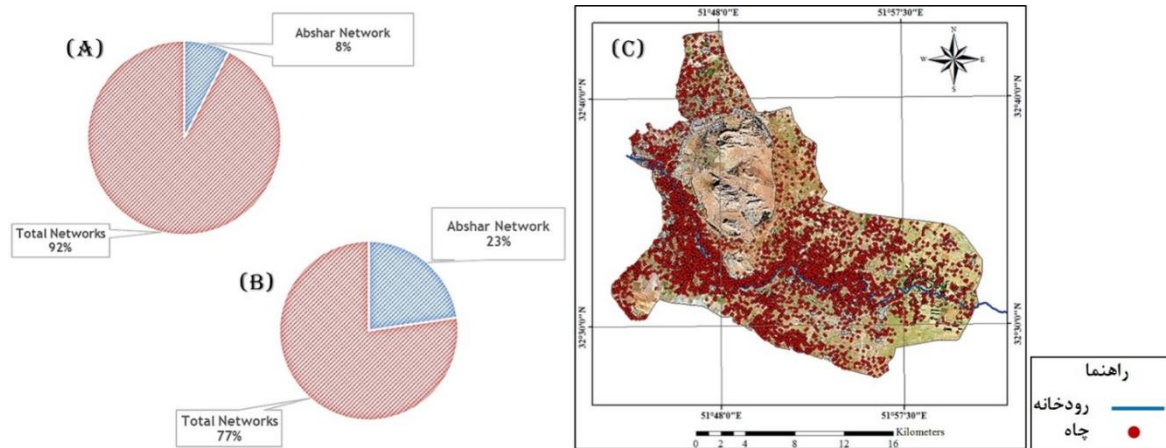 (A)
Abshar Network
8%
Total Networks
92%
(B)
Abshar Network
23%
Total Networks
77%
(C)
51°48'0"E
51°57'30"E
32°40'0"N
32°40'0"N
N
W
E
S
32°30'0"N
32°30'0"N
51°48'0"E
51°57'30"E
Kilometers
0 1 2 4 8 12 16
راهنما
رودخانه
چاه